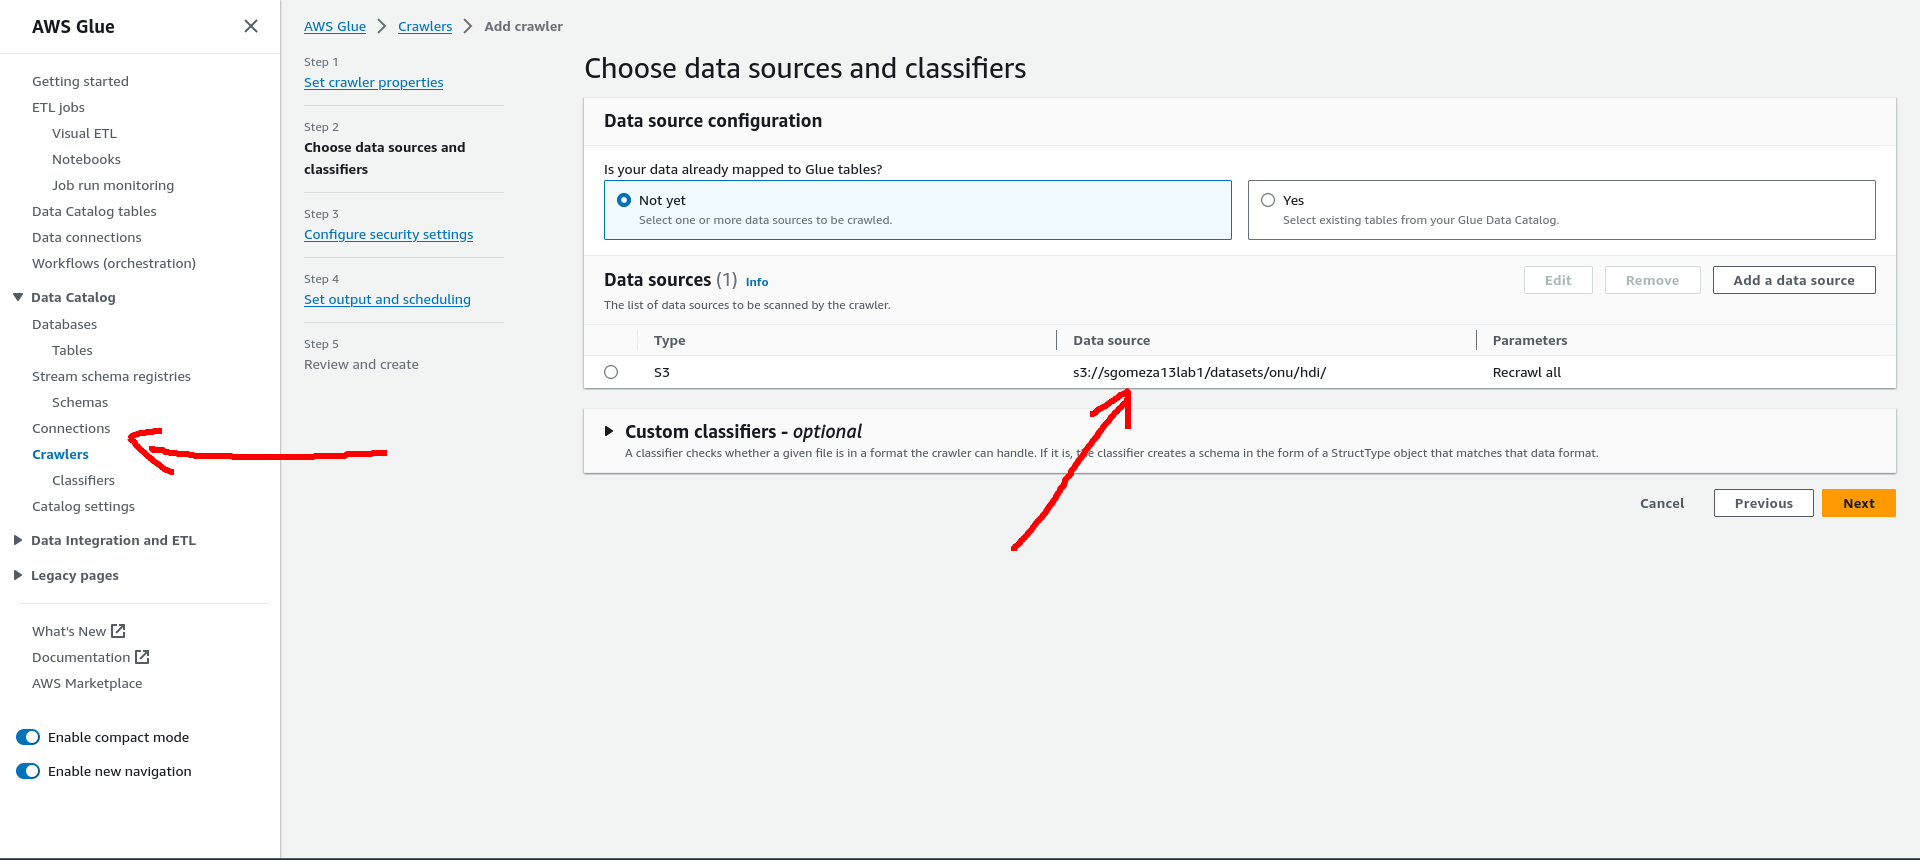 AWS Glue
Getting started
ETL jobs
Visual ETL
Notebooks
Job run monitoring
Data Catalog tables
Data connections
Workflows (orchestration)
Data Catalog
Databases
Tables
Stream schema registries
Schemas
Connections
Crawlers
Classifiers
Catalog settings
Data Integration and ETL
Legacy pages
What's New
Documentation
AWS Marketplace
Enable compact mode
Enable new navigation
AWS Glue > Crawlers > Add crawler
Step 1
Set crawler properties
Step 2
Choose data sources and
classifiers
Step 3
Configure security settings
Step 4
Set output and scheduling
Step 5
Review and create
Choose data sources and classifiers
Data source configuration
Is your data already mapped to Glue tables?
Not yet
Select one or more data sources to be crawled.
Yes
Select existing tables from your Glue Data Catalog.
Data sources (1) Info
The list of data sources to be scanned by the crawler.
Edit Remove Add a data source
Type Data source Parameters
S3 s3://sgomeza13lab1/datasets/onu/hdi/ Recrawl all
Custom classifiers - optional
A classifier checks whether a given file is in a format the crawler can handle. If it is, the classifier creates a schema in the form of a StructType object that matches that data format.
Cancel Previous Next